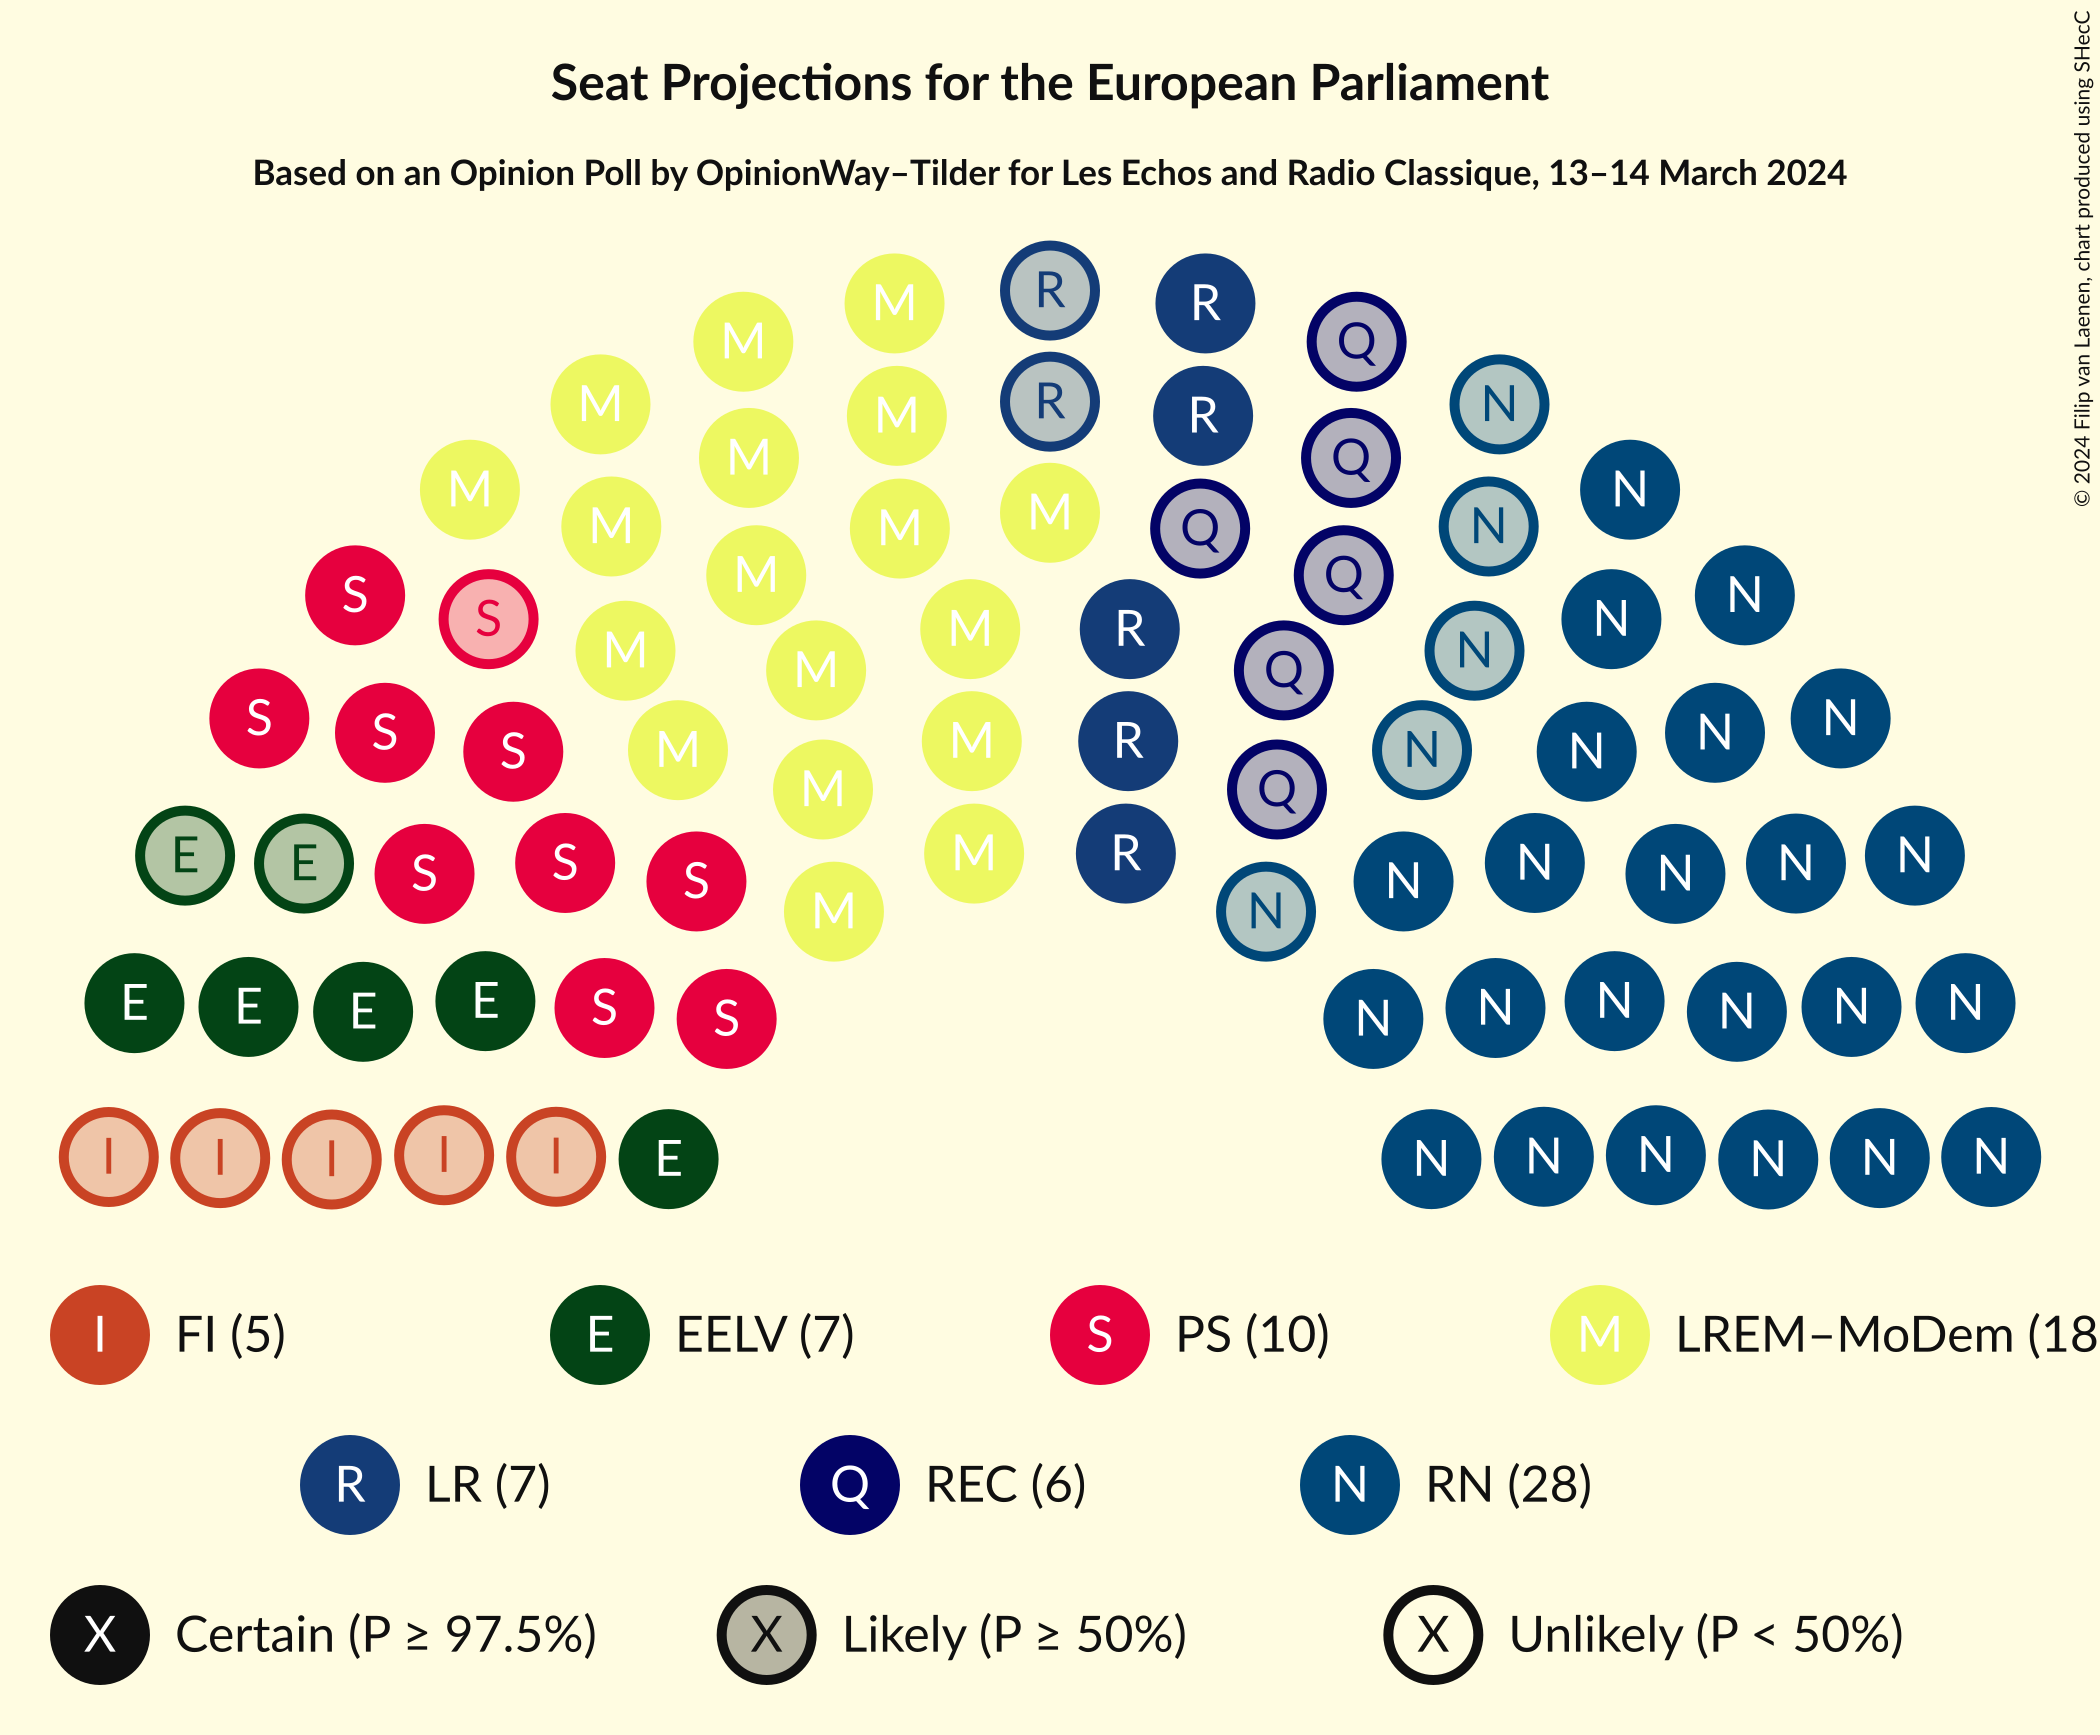 Seat Projections for the European Parliament
Based on an Opinion Poll by OpinionWay–Tilder for Les Echos and Radio Classique, 13–14 March 2024
© 2024 Filip van Laenen, chart produced using SHecC
R
M R
M Q
R
M N
M R
M Q
M N
M
M Q
M N
M Q
S N
S N
M R
M N
M Q
S N
S N
M R
M N
S N
M Q
M R
E N
S N
E N
S N
S N
M N
E S N N
E N
E N
E N
S N
S N
I I I I I E N N N N N N
I FI (5) E EELV (7) S PS (10) M LREM–MoDem (18
R LR (7) Q REC (6) N RN (28)
X Certain (P ≥ 97.5%) X Likely (P ≥ 50%) X Unlikely (P < 50%)